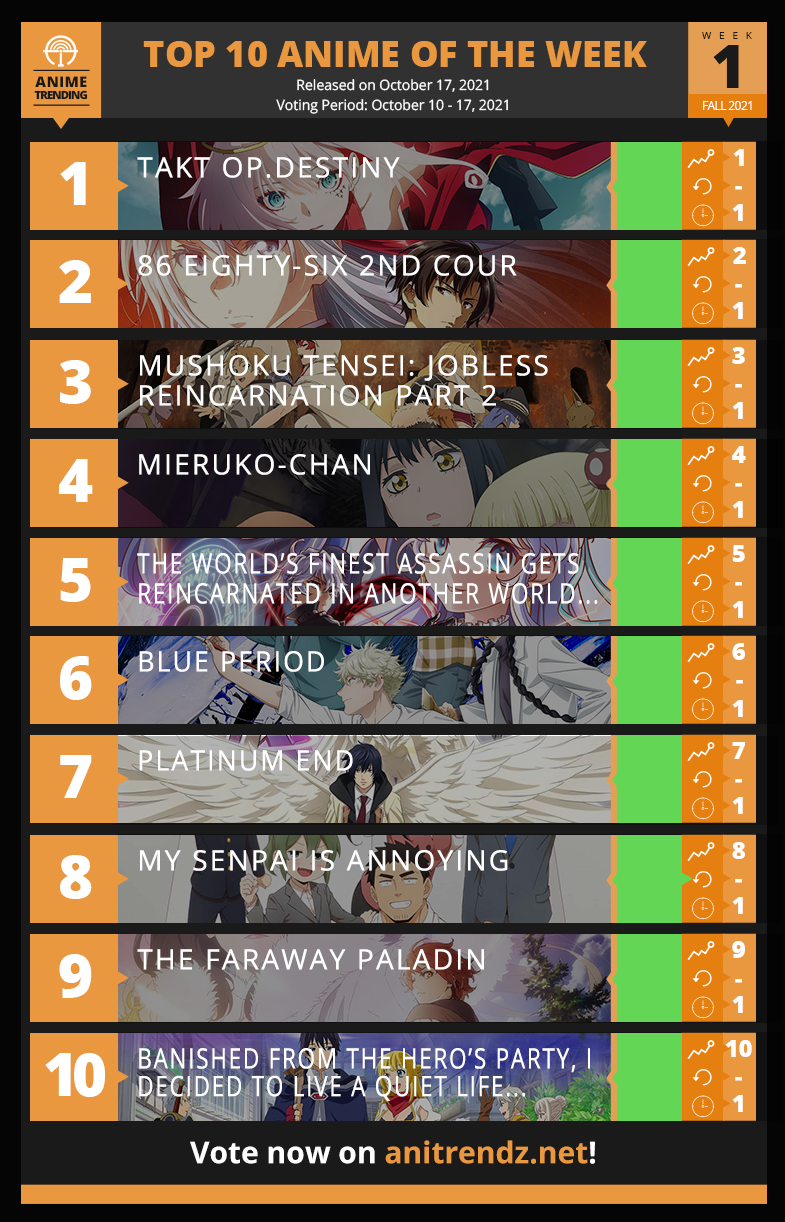 ANIME
TRENDING
TOP 10 ANIME OF THE WEEK
Released on October 17, 2021
Voting Period: October 10 - 17, 2021
WEEK
1
FALL 2021
1
TAKT OP.DESTINY
1
-
1
2
86 EIGHTY-SIX 2ND COUR
2
-
1
3
MUSHOKU TENSEI: JOBLESS
REINCARNATION PART 2
3
-
1
4
MIERUKO-CHAN
4
-
1
5
THE WORLD'S FINEST ASSASSIN GETS
REINCARNATED IN ANOTHER WORLD...
5
-
1
6
BLUE PERIOD
6
-
1
7
PLATINUM END
7
-
1
8
MY SENPAI IS ANNOYING
8
-
1
9
THE FARAWAY PALADIN
9
-
1
10
BANISHED FROM THE HERO'S PARTY, I
DECIDED TO LIVE A QUIET LIFE...
10
-
1
Vote now on anitrendz.net!